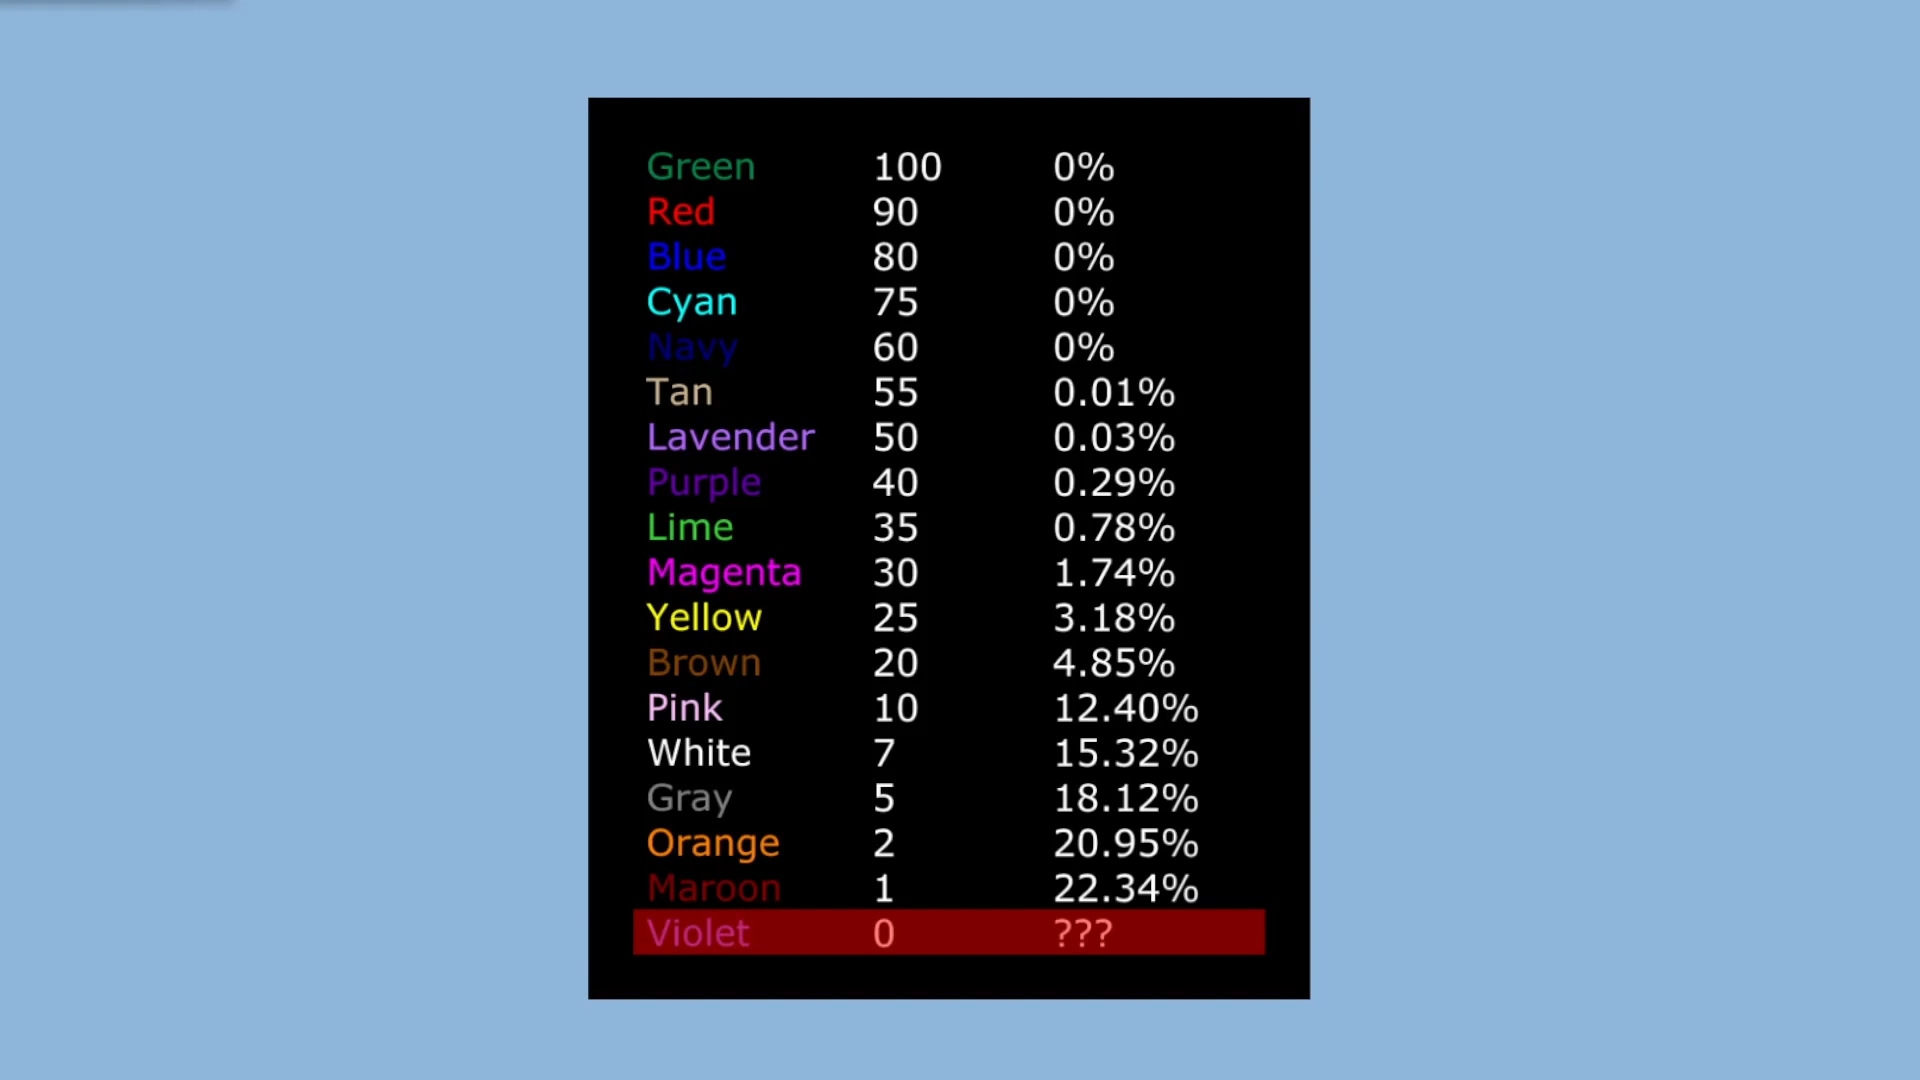 Green 100 0%
Red 90 0%
Blue 80 0%
Cyan 75 0%
Navy 60 0%
Tan 55 0.01%
Lavender 50 0.03%
Purple 40 0.29%
Lime 35 0.78%
Magenta 30 1.74%
Yellow 25 3.18%
Brown 20 4.85%
Pink 10 12.40%
White 7 15.32%
Gray 5 18.12%
Orange 2 20.95%
Maroon 1 22.34%
Violet 0 ???